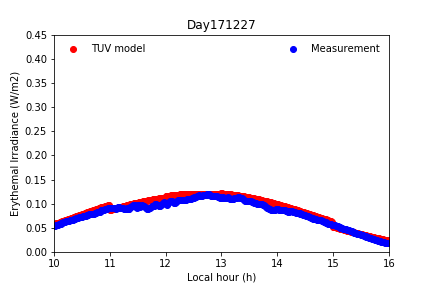 Day171227
Erythemal Irradiance (W/m2)
0.45
0.40
0.35
0.30
0.25
0.20
0.15
0.10
0.05
0.00
TUV model
Measurement
10 11 12 13 14 15 16
Local hour (h)